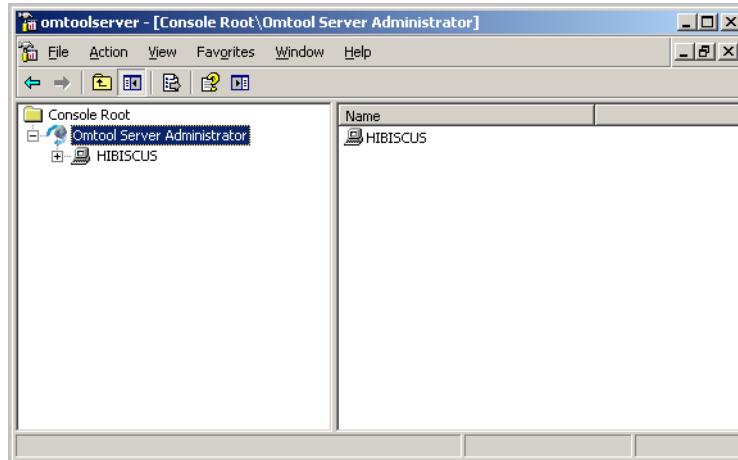 omtoolserver - [Console Root\Omtool Server Administrator]
File Action View Favorites Window Help
Console Root
Omtool Server Administrator
HIBISCUS
Name
HIBISCUS